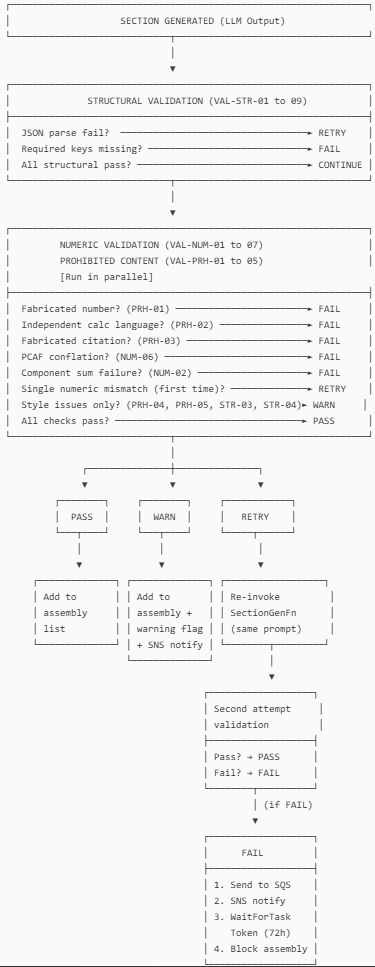 SECTION GENERATED (LLM Output)
STRUCTURAL VALIDATION (VAL-STR-01 to 09)
JSON parse fail? ► RETRY
Required keys missing? ► FAIL
All structural pass? ► CONTINUE
NUMERIC VALIDATION (VAL-NUM-01 to 07)
PROHIBITED CONTENT (VAL-PRH-01 to 05)
[Run in parallel]
Fabricated number? (PRH-01) ► FAIL
Independent calc language? (PRH-02) ► FAIL
Fabricated citation? (PRH-03) ► FAIL
PCAF conflation? (NUM-06) ► FAIL
Component sum failure? (NUM-02) ► FAIL
Single numeric mismatch (first time)? ► RETRY
Style issues only? (PRH-04, PRH-05, STR-03, STR-04)► WARN
All checks pass? ► PASS
PASS WARN RETRY
Add to Add to Re-invoke
assembly assembly + SectionGenFn
list warning flag (same prompt)
+ SNS notify
Second attempt
validation
Pass? → PASS
Fail? → FAIL
(if FAIL)
FAIL
1. Send to SQS
2. SNS notify
3. WaitForTask
Token (72h)
4. Block assembly